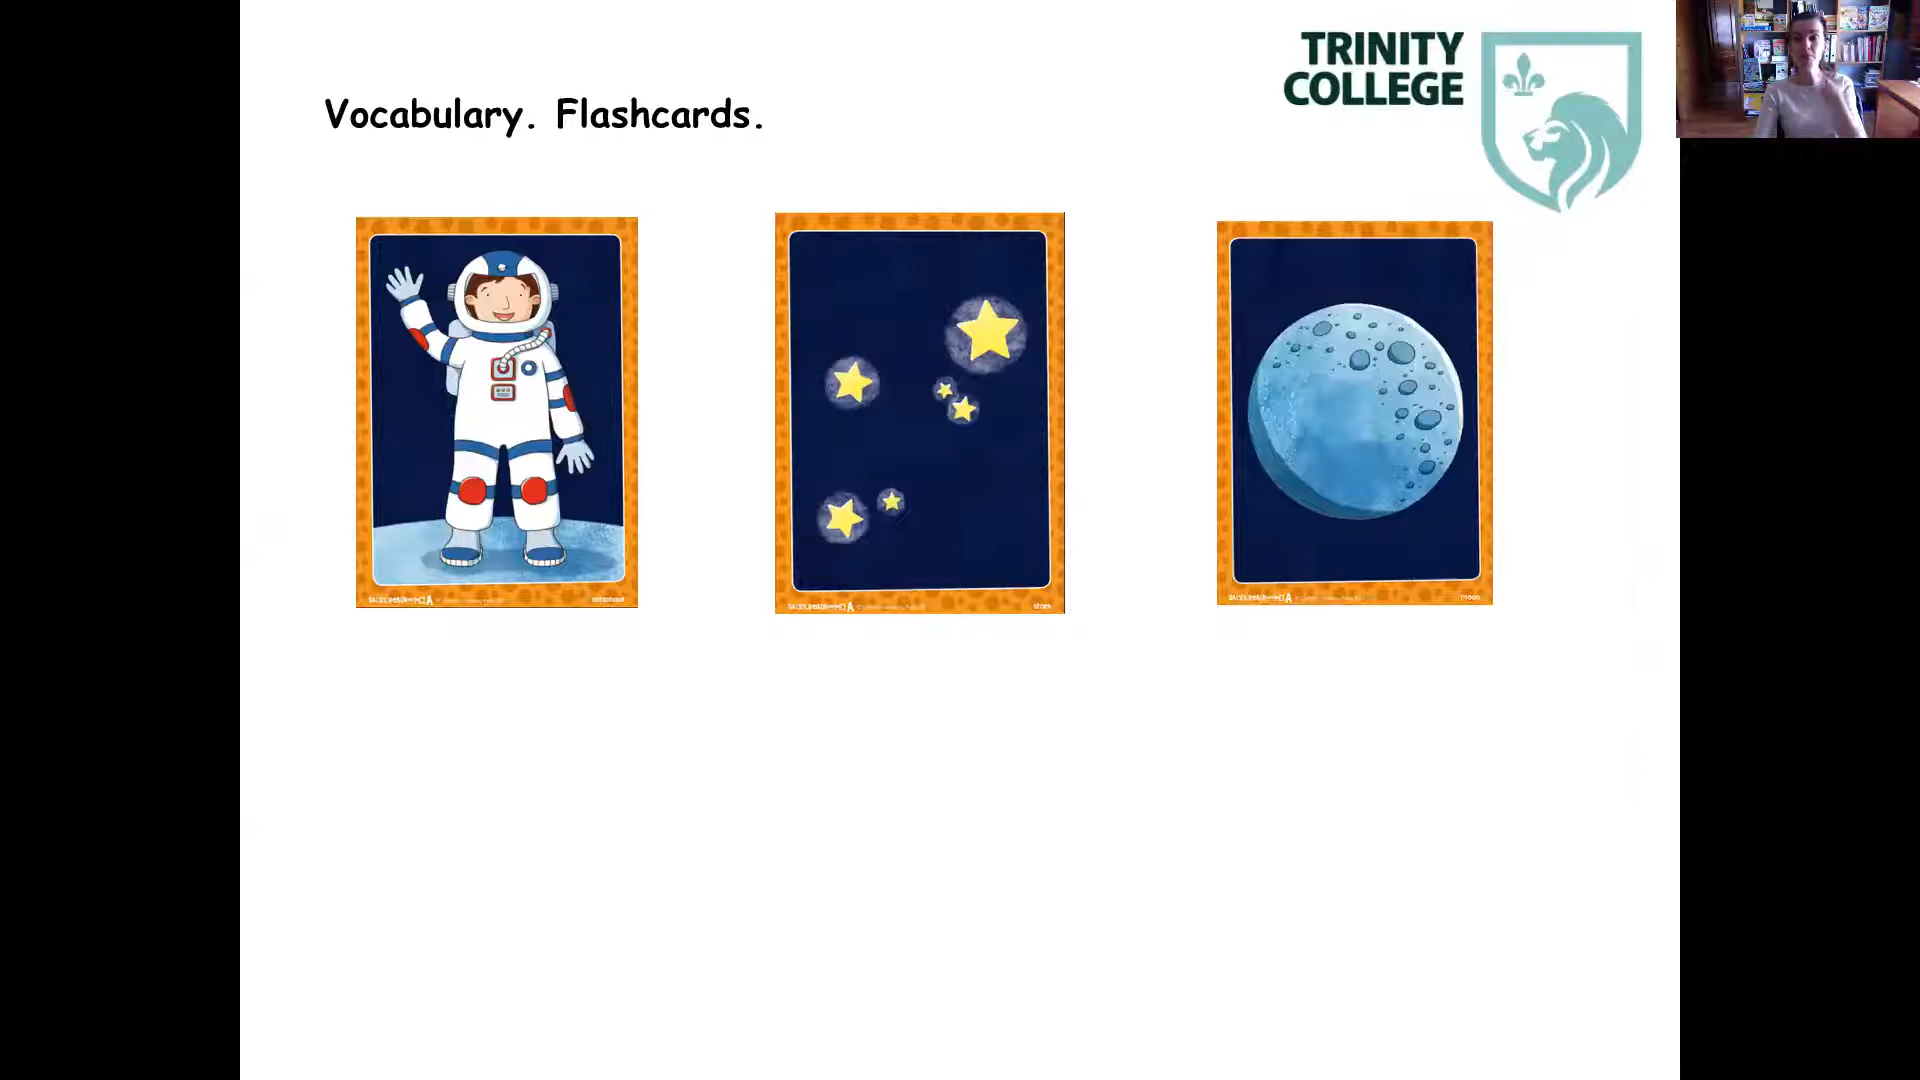 TRINITY
COLLEGE
Vocabulary. Flashcards.
astronaut
stars
moon